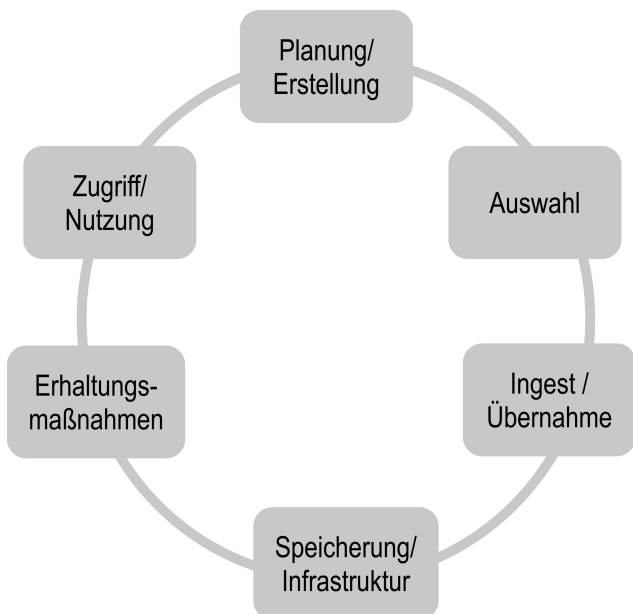 Planung/
Erstellung
Auswahl
Ingest /
Übernahme
Speicherung/
Infrastruktur
Erhaltungs-
maßnahmen
Zugriff/
Nutzung